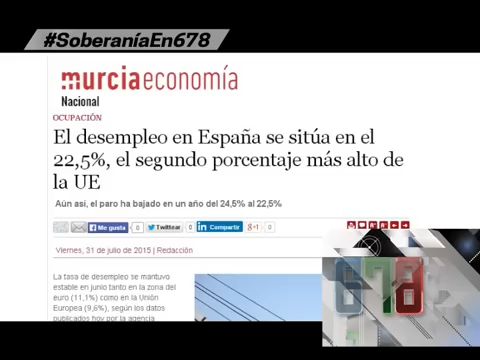 #SoberaníaEn678
murciaeconomía
Nacional
OCUPACIÓN
El desempleo en España se sitúa en el
22,5%, el segundo porcentaje más alto de
la UE
Aún así, el paro ha bajado en un año del 24,5% al 22,5%
Me gusta 0 Twittear 0 Compartir +1 0
Viernes, 31 de julio de 2015 | Redacción
La tasa de desempleo se mantuvo
estable en junio tanto en la zona del
euro (11,1%) como en la Unión
Europea (9,6%), según los datos
publicados hoy por la agencia
678